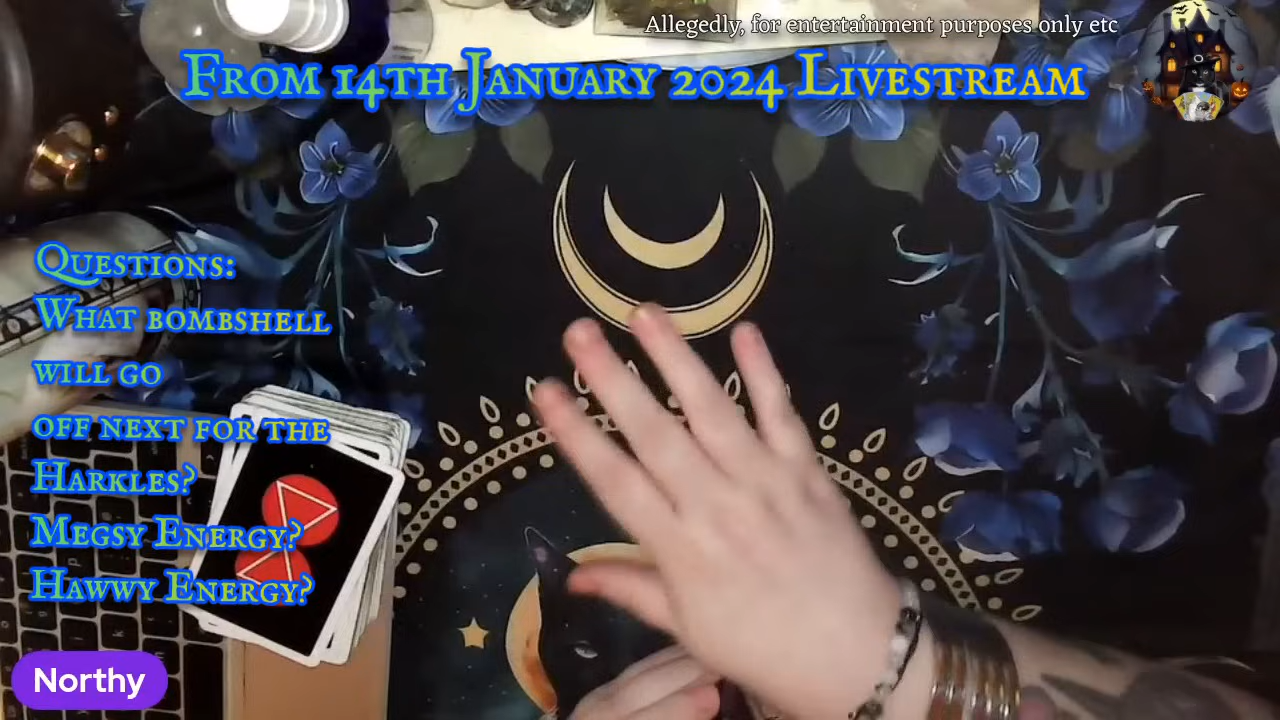 Allegedly, for entertainment purposes only etc
From 14th January 2024 Livestream
Questions:
What bombshell
will go
off next for the
Harkles?
Megsy Energy?
Hawwy Energy?
Northy